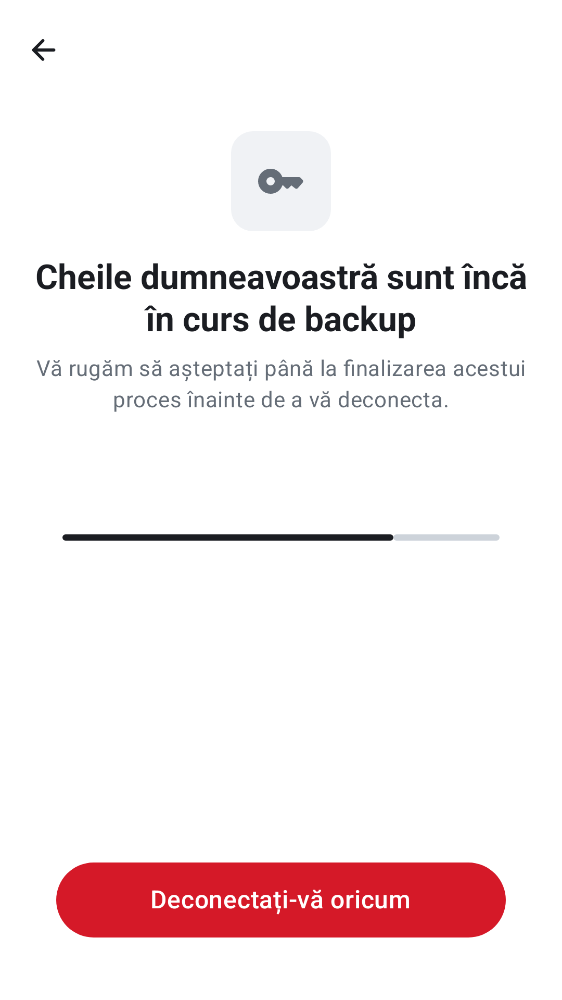 Cheile dumneavoastră sunt încă
în curs de backup
Vă rugăm să așteptați până la finalizarea acestui
proces înainte de a vă deconecta.
Deconectați-vă oricum